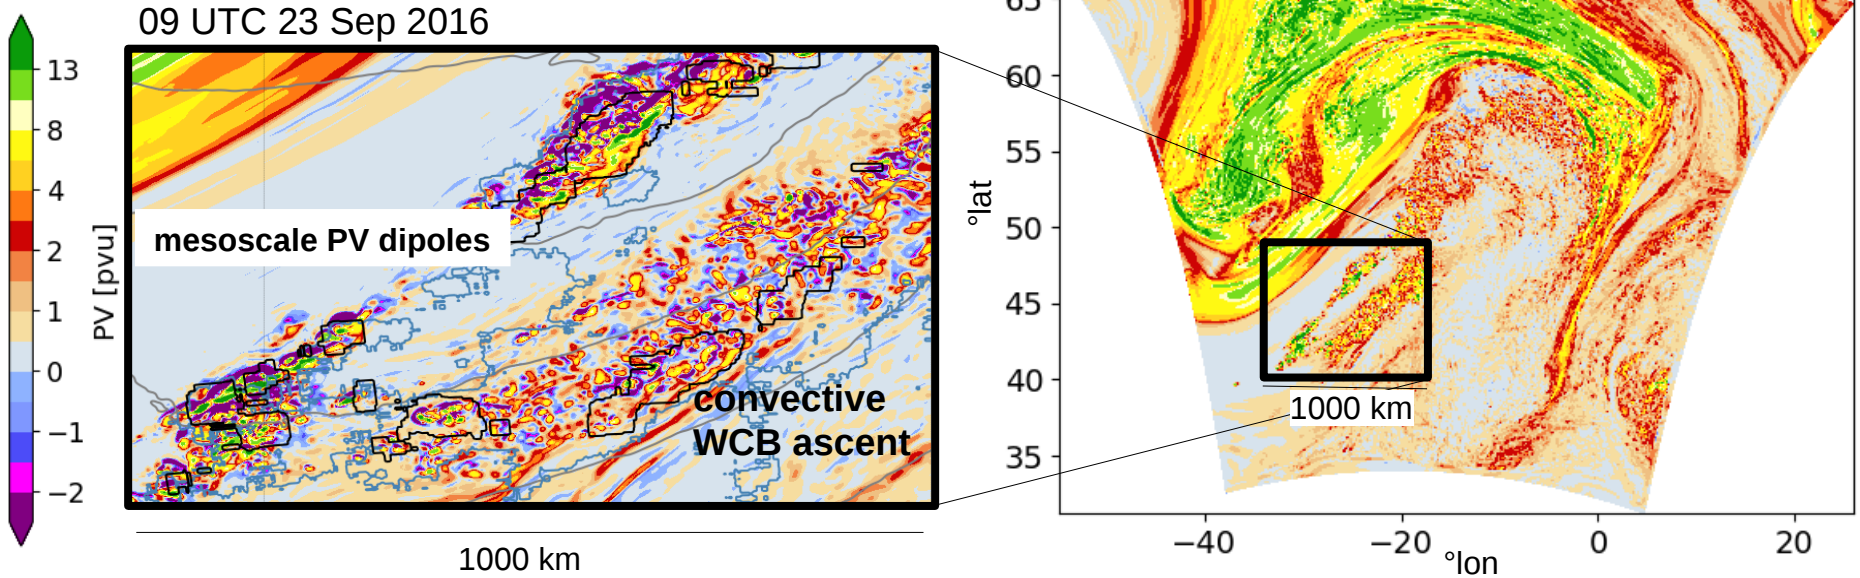 09 UTC 23 Sep 2016
13
8
4
2
1
0
−1
−2
PV [pvu]
mesoscale PV dipoles
convective
WCB ascent
1000 km
65
60
55
50
45
40
35
°lat
1000 km
−40
−20
0
20
°lon